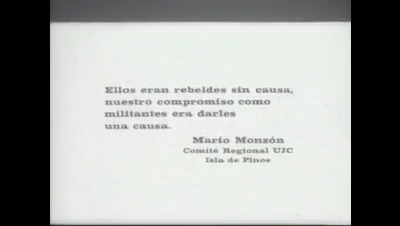 Ellos eran rebeldes sin causa,
nuestro compromiso como
militantes era darles
una causa.
Mario Monzón
Comité Regional UJC
Isla de Pinos